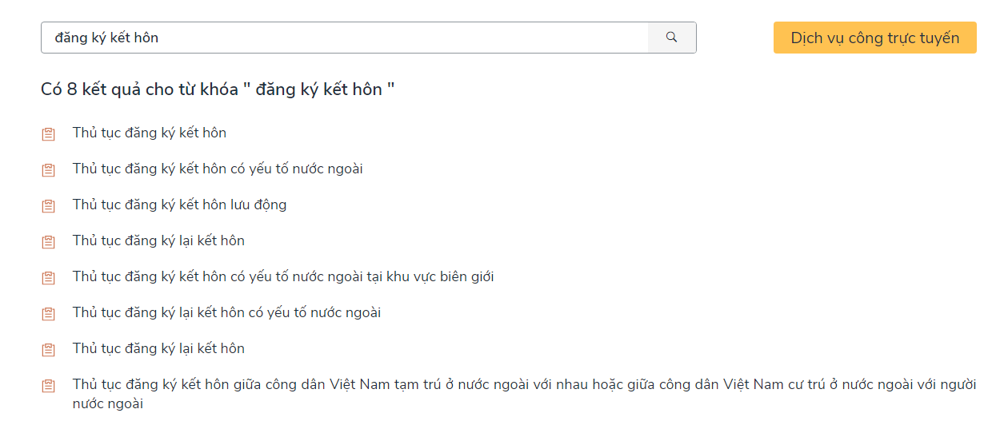 đăng ký kết hôn
Dịch vụ công trực tuyến
Có 8 kết quả cho từ khóa " đăng ký kết hôn "
Thủ tục đăng ký kết hôn
Thủ tục đăng ký kết hôn có yếu tố nước ngoài
Thủ tục đăng ký kết hôn lưu động
Thủ tục đăng ký lại kết hôn
Thủ tục đăng ký kết hôn có yếu tố nước ngoài tại khu vực biên giới
Thủ tục đăng ký lại kết hôn có yếu tố nước ngoài
Thủ tục đăng ký lại kết hôn
Thủ tục đăng ký kết hôn giữa công dân Việt Nam tạm trú ở nước ngoài với nhau hoặc giữa công dân Việt Nam cư trú ở nước ngoài với người
nước ngoài